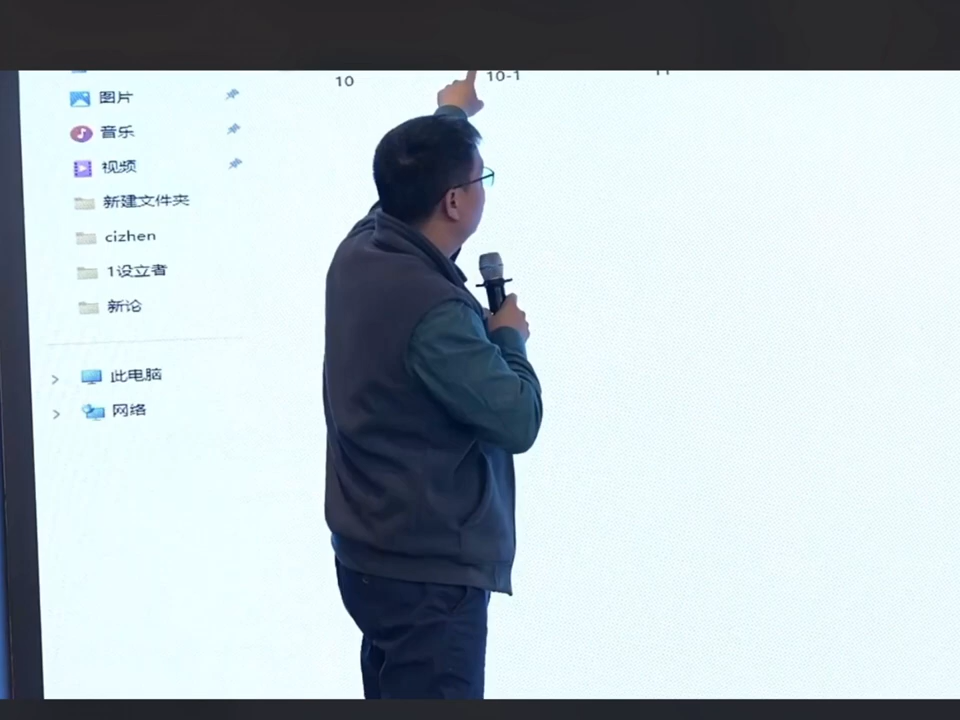 10 10-1
图片
音乐
视频
新建文件夹
cizhen
1设立者
新论
此电脑
网络